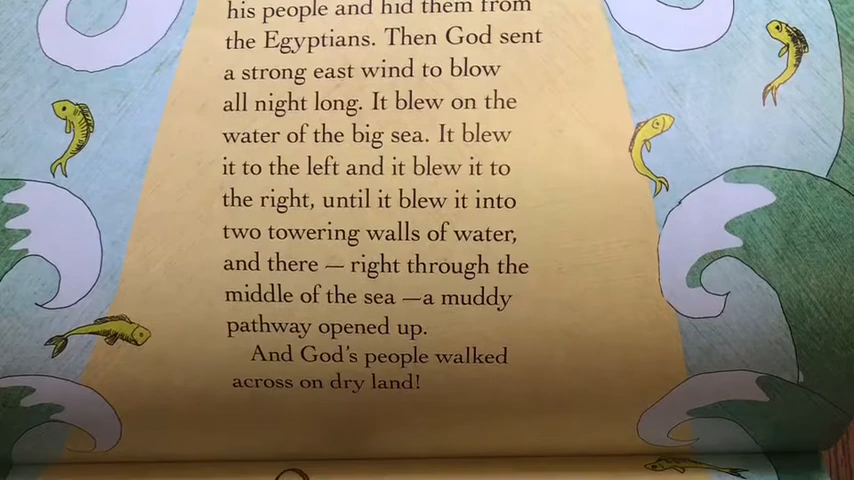 his people and hid them from
the Egyptians. Then God sent
a strong east wind to blow
all night long. It blew on the
water of the big sea. It blew
it to the left and it blew it to
the right, until it blew it into
two towering walls of water,
and there — right through the
middle of the sea —a muddy
pathway opened up.
And God's people walked
across on dry land!